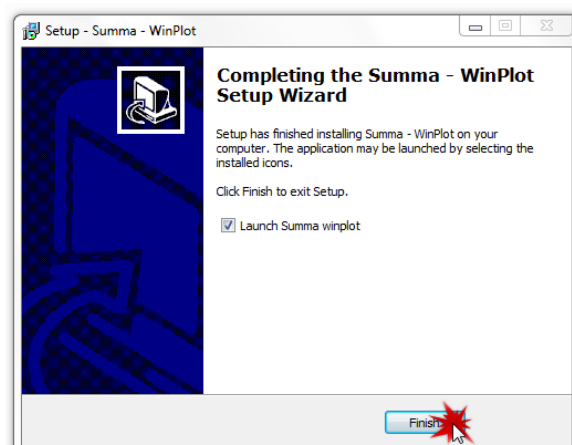 Setup - Summa - WinPlot
Completing the Summa - WinPlot
Setup Wizard
Setup has finished installing Summa - WinPlot on your
computer. The application may be launched by selecting the
installed icons.
Click Finish to exit Setup.
Launch Summa winplot
Finish